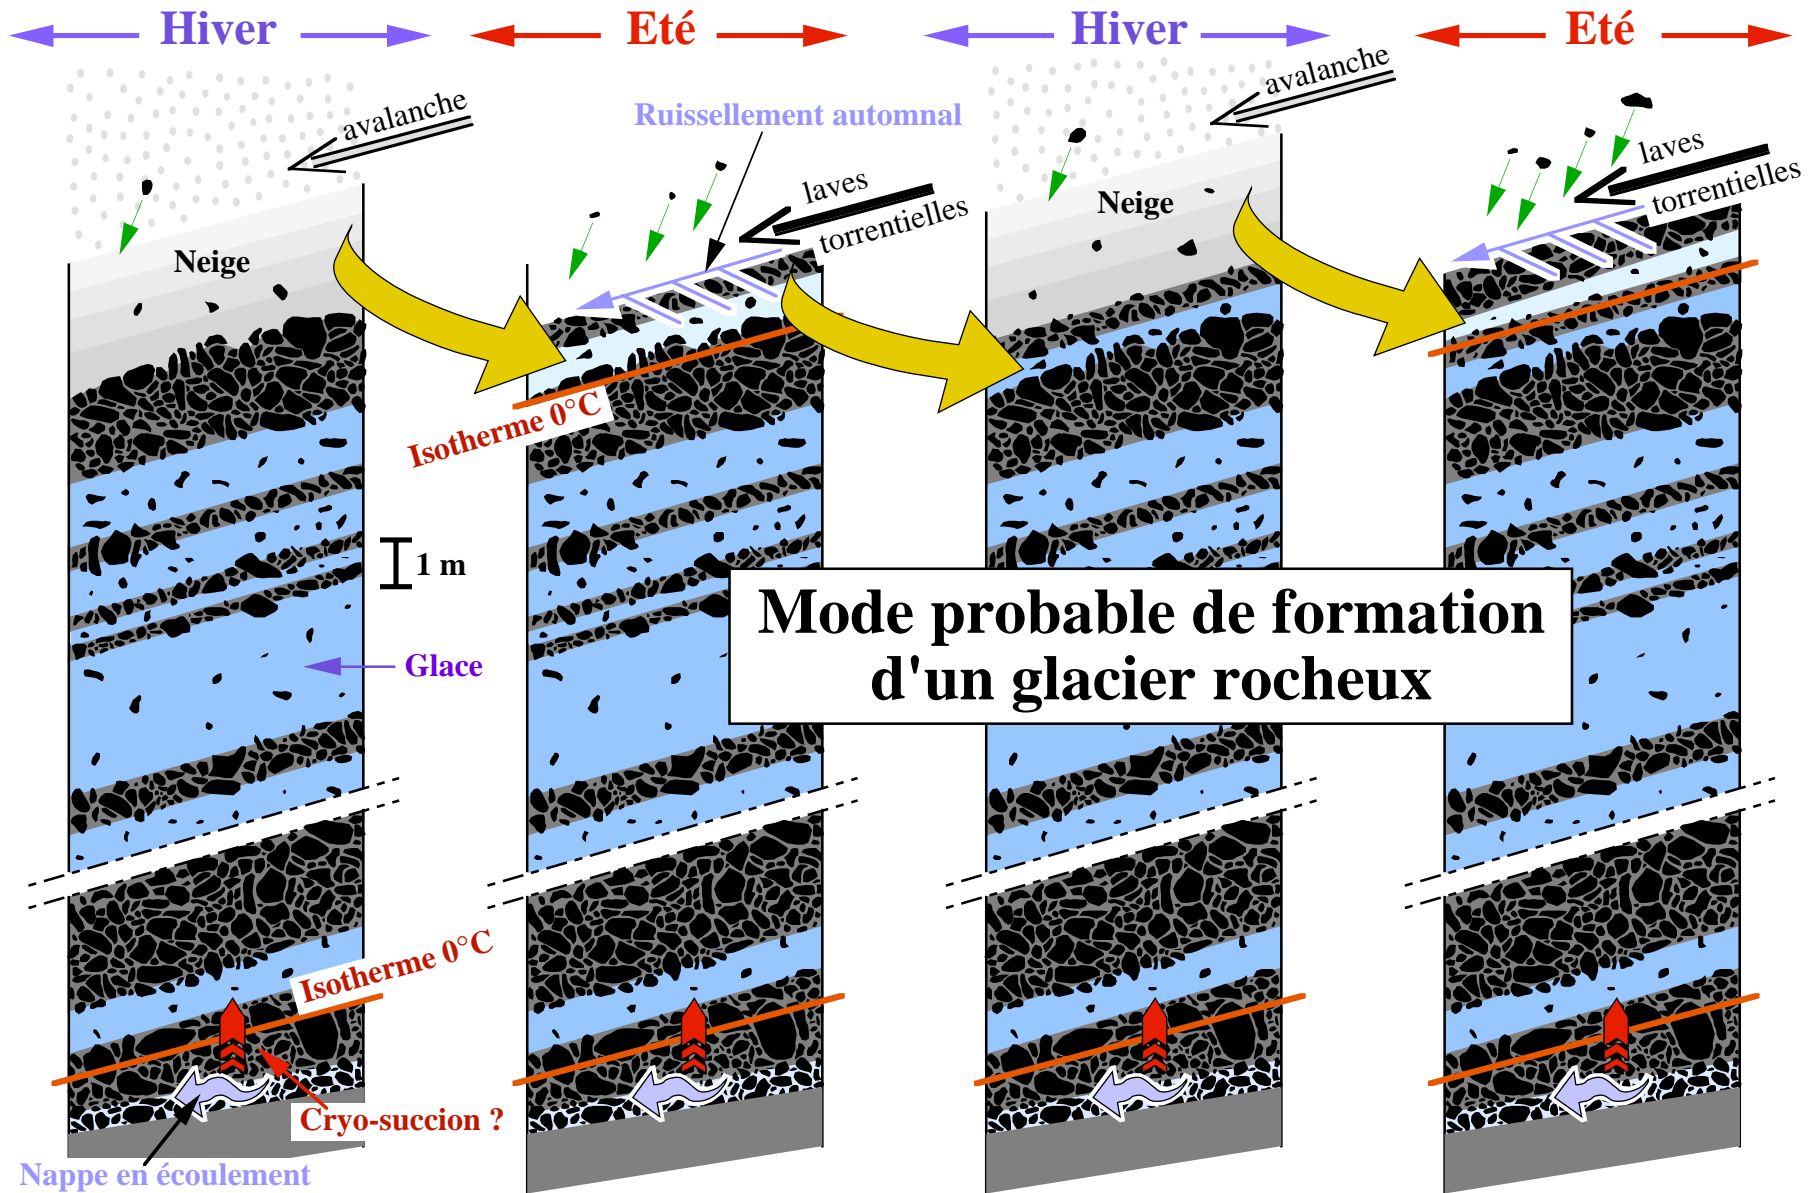 Hiver
Eté
Hiver
Eté
avalanche
avalanche
Ruissellement automnal
laves
torrentielles
laves
torrentielles
Neige
Neige
Isotherme 0°C
1 m
Mode probable de formation
d'un glacier rocheux
Glace
Isotherme 0°C
Cryo-succion ?
Nappe en écoulement